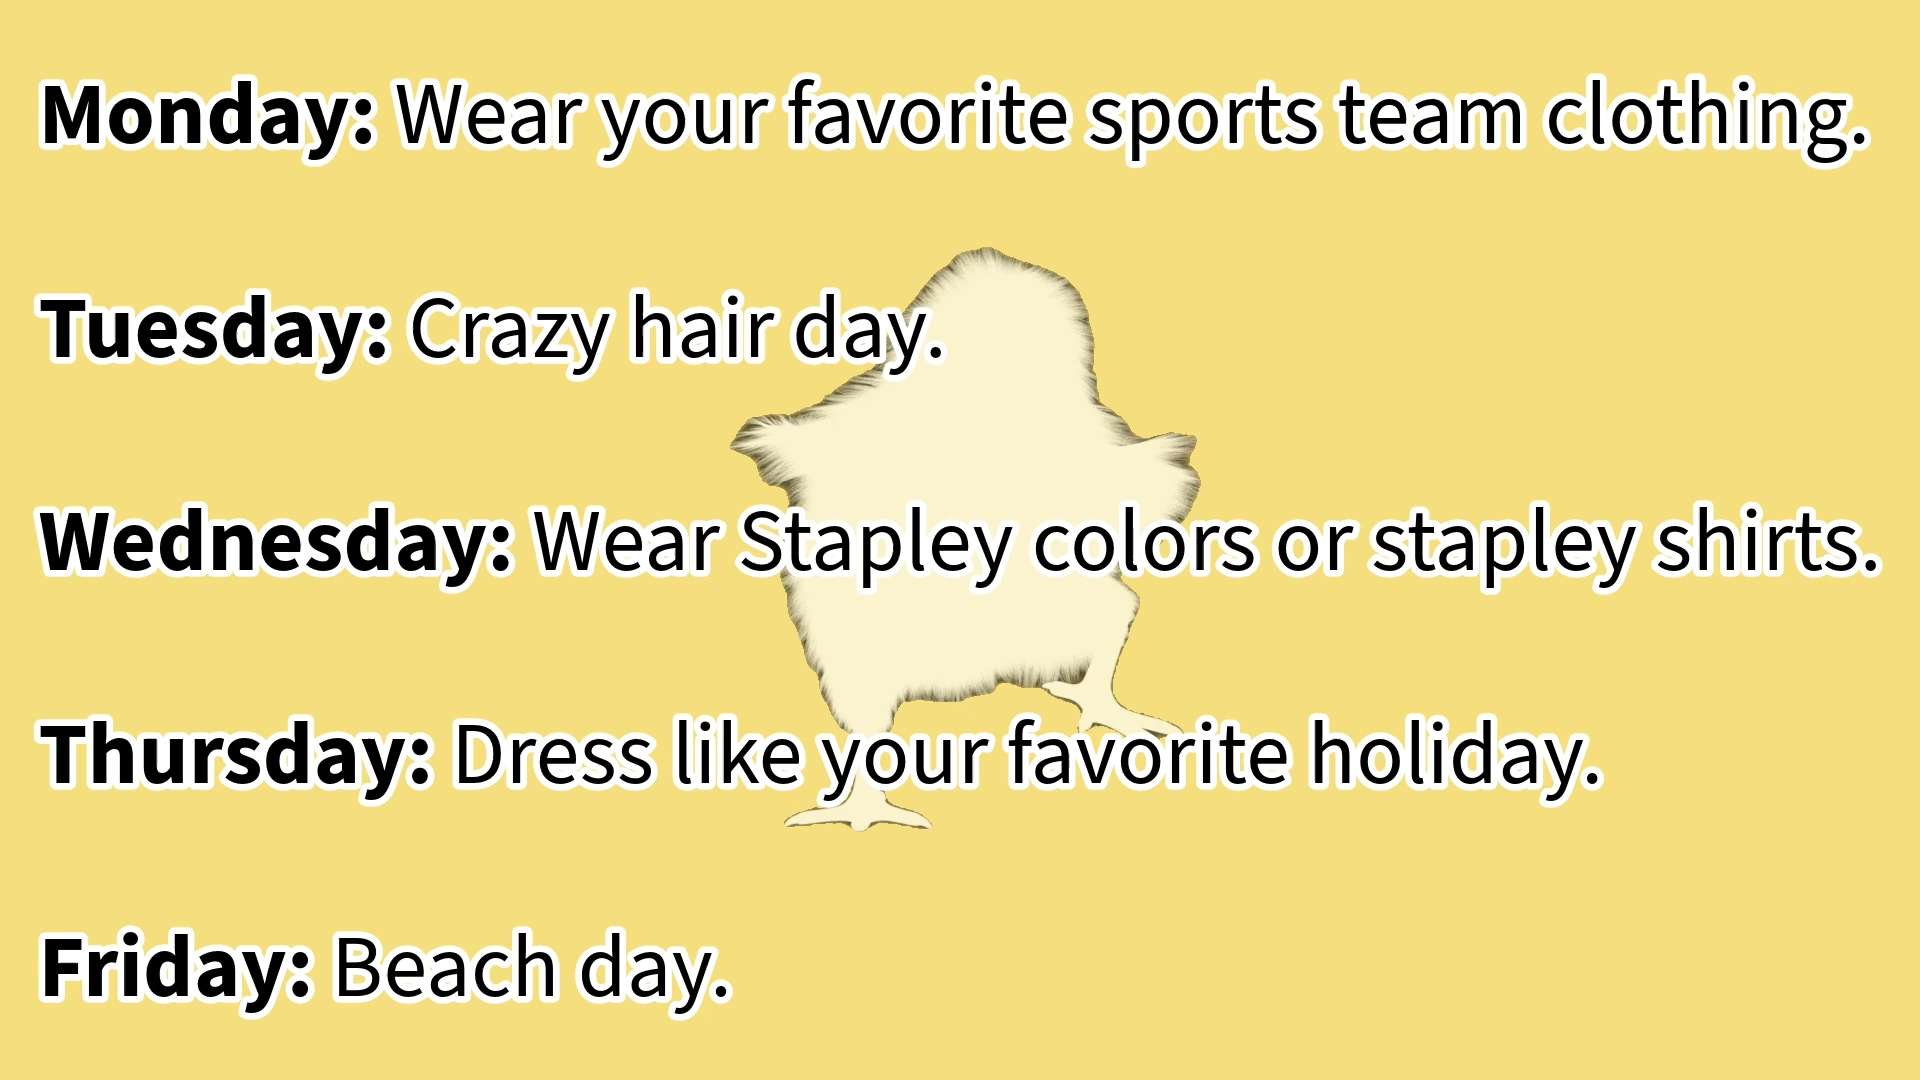 Monday: Wear your favorite sports team clothing.
Tuesday: Crazy hair day.
Wednesday: Wear Stapley colors or stapley shirts.
Thursday: Dress like your favorite holiday.
Friday: Beach day.